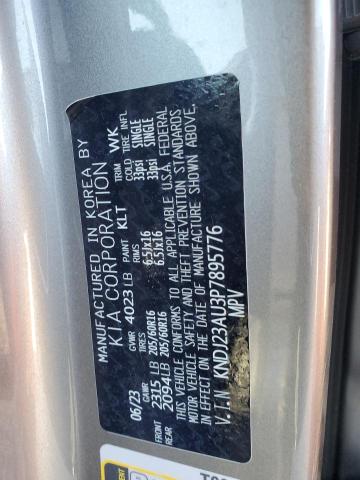 MANUFACTURED IN KOREA BY
KIA CORPORATION
06/23 GVWR 4023 LB PAINT KLT TRIM WK
GAWR TIRES RIMS COLD TIRE INFL
FRONT 2315 LB 205/60R16 6.5Jx16 33psi SINGLE
REAR 2094 LB 205/60R16 6.5Jx16 33psi SINGLE
THIS VEHICLE CONFORMS TO ALL APPLICABLE U.S.A. FEDERAL
MOTOR VEHICLE SAFETY AND THEFT PREVENTION STANDARDS
IN EFFECT ON THE DATE OF MANUFACTURE SHOWN ABOVE.
V.I.N. KNDJ23AU3P7895776
MPV